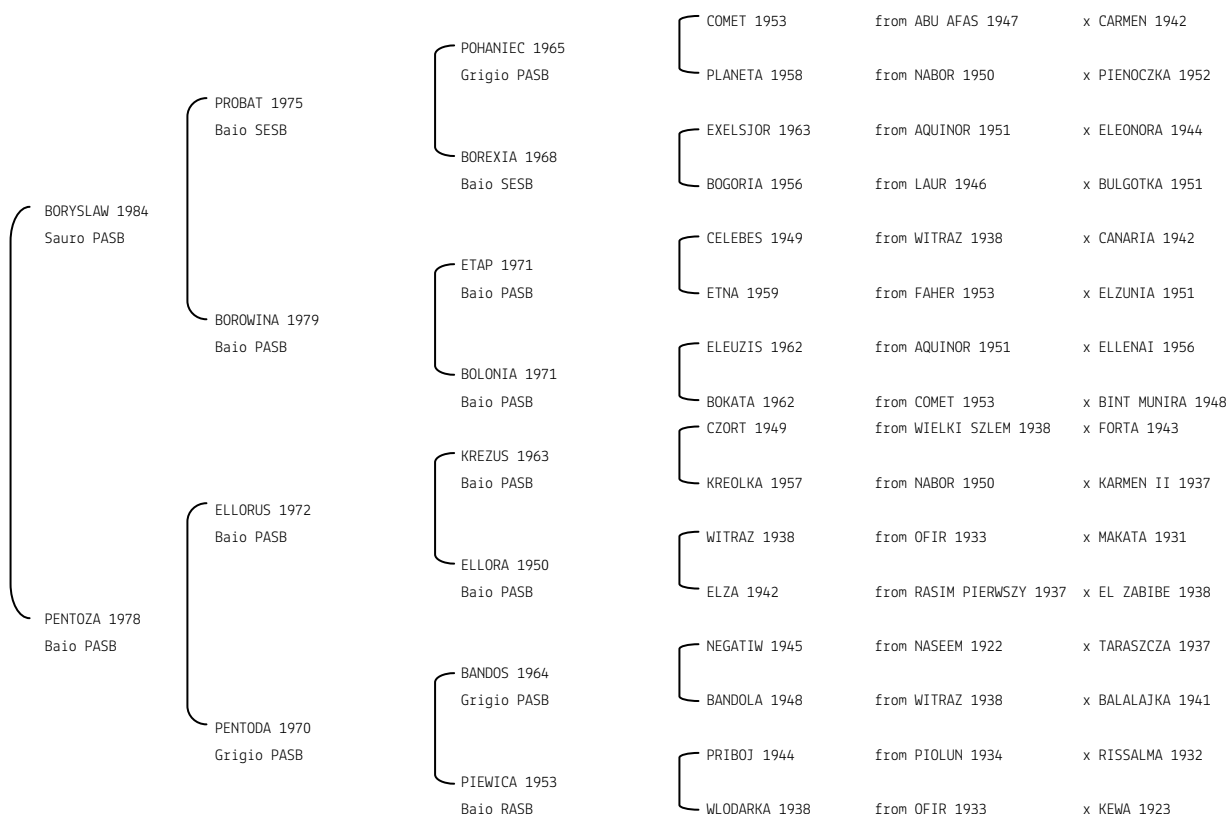 COMET 1953 from ABU AFAS 1947 x CARMEN 1942
POHANIEC 1965
Grigio PASB PLANETA 1958 from NABOR 1950 x PIENOCZKA 1952
PROBAT 1975
Baio SESB EXELSJOR 1963 from AQUINOR 1951 x ELEONORA 1944
BOREXIA 1968
Baio SESB BOGORIA 1956 from LAUR 1946 x BULGOTKA 1951
BORYSLAW 1984
Sauro PASB CELEBES 1949 from WITRAZ 1938 x CANARIA 1942
ETAP 1971
Baio PASB ETNA 1959 from FAHER 1953 x ELZUNIA 1951
BOROWINA 1979
Baio PASB ELEUZIS 1962 from AQUINOR 1951 x ELLENAI 1956
BOLONIA 1971
Baio PASB BOKATA 1962 from COMET 1953 x BINT MUNIRA 1948
CZORT 1949 from WIELKI SZLEM 1938 x FORTA 1943
KREZUS 1963
Baio PASB KREOLKA 1957 from NABOR 1950 x KARMEN II 1937
ELLORUS 1972
Baio PASB WITRAZ 1938 from OFIR 1933 x MAKATA 1931
ELLORA 1950
Baio PASB ELZA 1942 from RASIM PIERWSZY 1937 x EL ZABIBE 1938
PENTOZA 1978
Baio PASB NEGATIW 1945 from NASEEM 1922 x TARASZCZA 1937
BANDOS 1964
Grigio PASB BANDOLA 1948 from WITRAZ 1938 x BALALAJKA 1941
PENTODA 1970
Grigio PASB PRIBOJ 1944 from PIOLUN 1934 x RISSALMA 1932
PIEWICA 1953
Baio RASB WLODARKA 1938 from OFIR 1933 x KEWA 1923